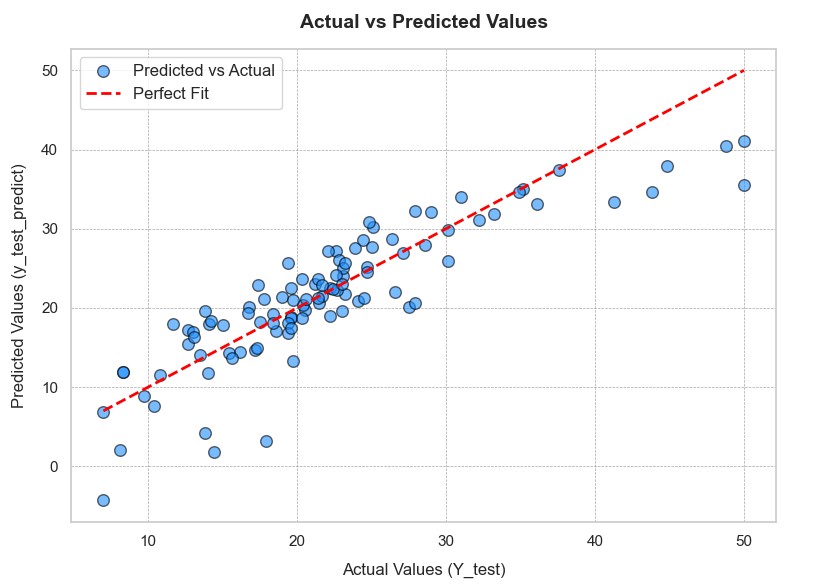 Actual vs Predicted Values
Predicted vs Actual
Perfect Fit
50
40
30
20
10
0
Predicted Values (y_test_predict)
10
20
30
40
50
Actual Values (Y_test)